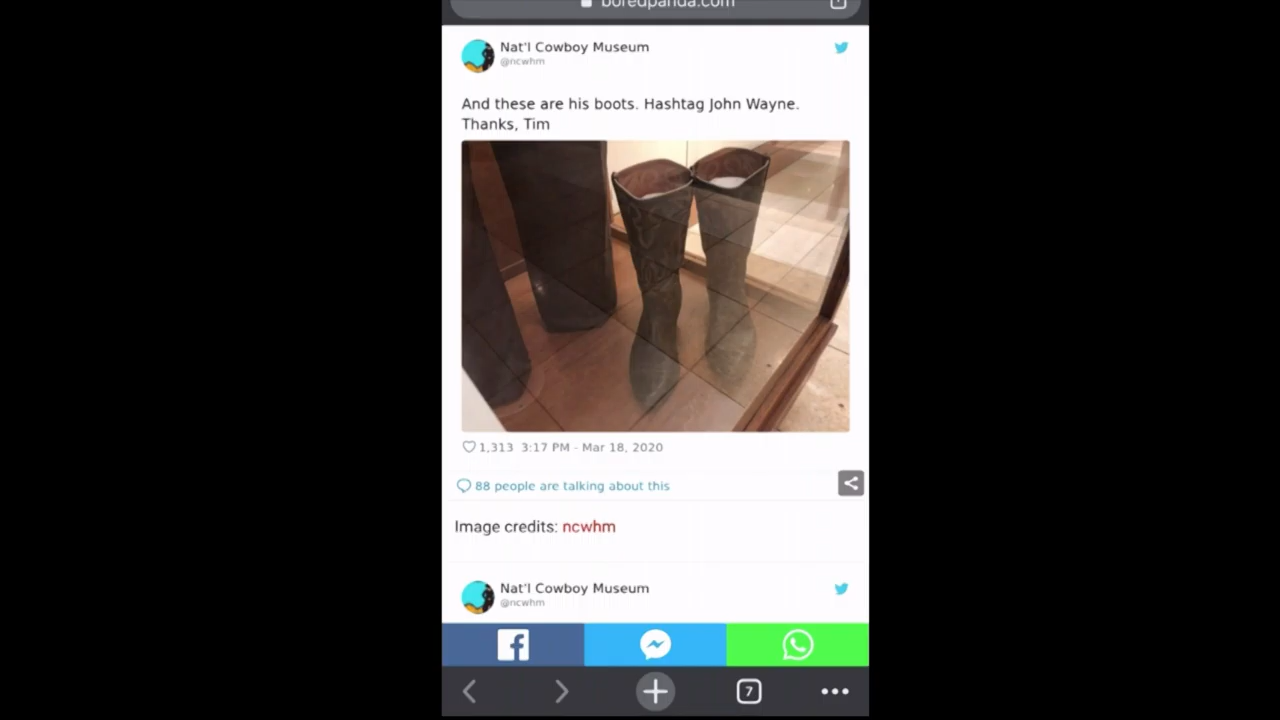 boredpanda.com
Nat'l Cowboy Museum
@ncwhm
And these are his boots. Hashtag John Wayne.
Thanks, Tim
1,313 3:17 PM - Mar 18, 2020
88 people are talking about this
Image credits: ncwhm
Nat'l Cowboy Museum
@ncwhm
7